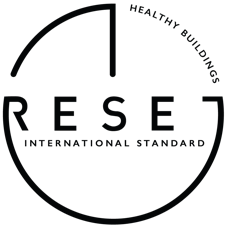 HEALTHY BUILDINGS
RESET
INTERNATIONAL STANDARD